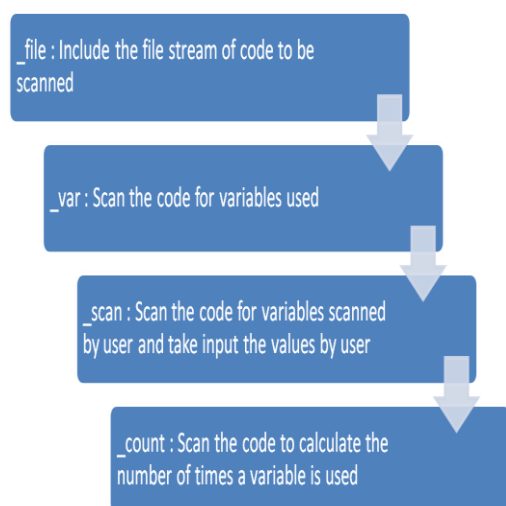 _file : Include the file stream of code to be
scanned
_var : Scan the code for variables used
_scan : Scan the code for variables scanned
by user and take input the values by user
_count : Scan the code to calculate the
number of times a variable is used